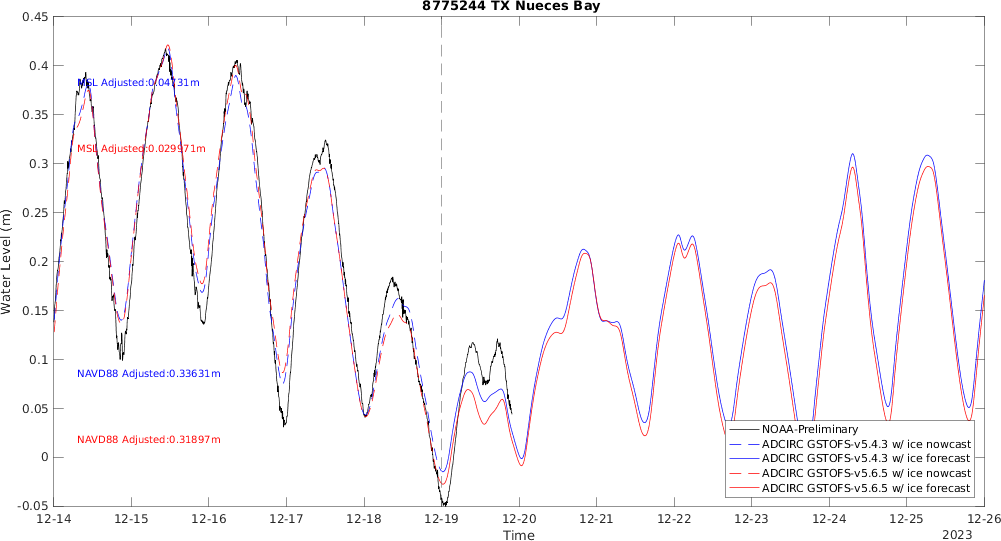 8775244 TX Nueces Bay
Water Level (m)
0.45
0.4
0.35
0.3
0.25
0.2
0.15
0.1
0.05
0
-0.05
MSL Adjusted:0.04731m
MSL Adjusted:0.029971m
NAVD88 Adjusted:0.33631m
NAVD88 Adjusted:0.31897m
NOAA-Preliminary
ADCIRC GSTOFS-v5.4.3 w/ ice nowcast
ADCIRC GSTOFS-v5.4.3 w/ ice forecast
ADCIRC GSTOFS-v5.6.5 w/ ice nowcast
ADCIRC GSTOFS-v5.6.5 w/ ice forecast
12-14 12-15 12-16 12-17 12-18 12-19 12-20 12-21 12-22 12-23 12-24 12-25 12-26
Time
2023